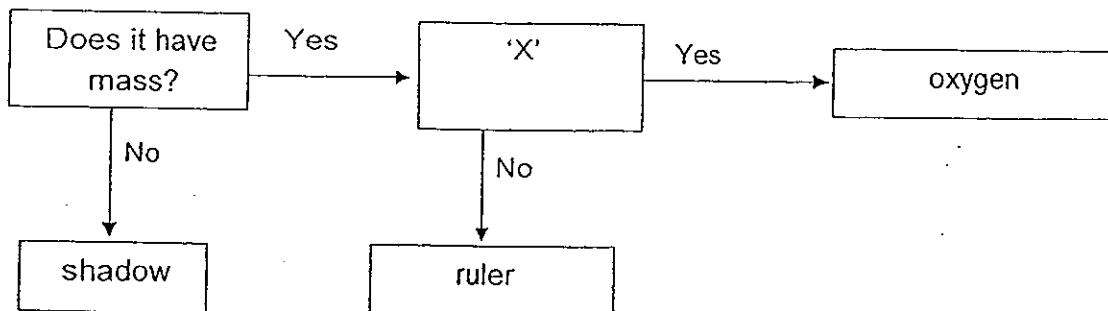 Does it have
mass?
Yes
'X'
Yes
oxygen
No
No
shadow
ruler